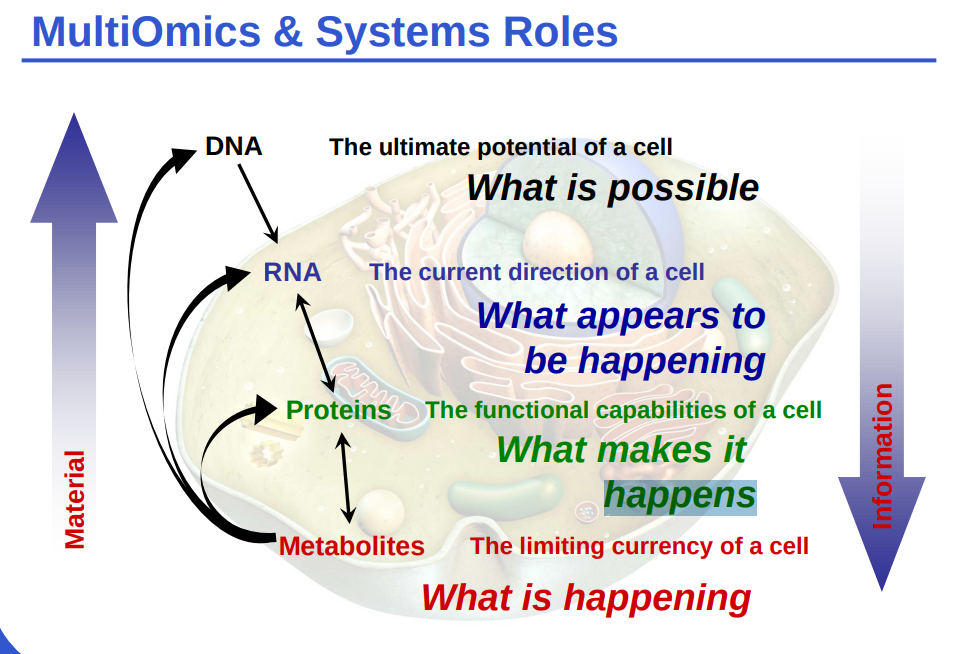 MultiOmics & Systems Roles
DNA The ultimate potential of a cell
What is possible
RNA The current direction of a cell
What appears to
be happening
Proteins The functional capabilities of a cell
What makes it
happens
Metabolites The limiting currency of a cell
What is happening
Material
Information